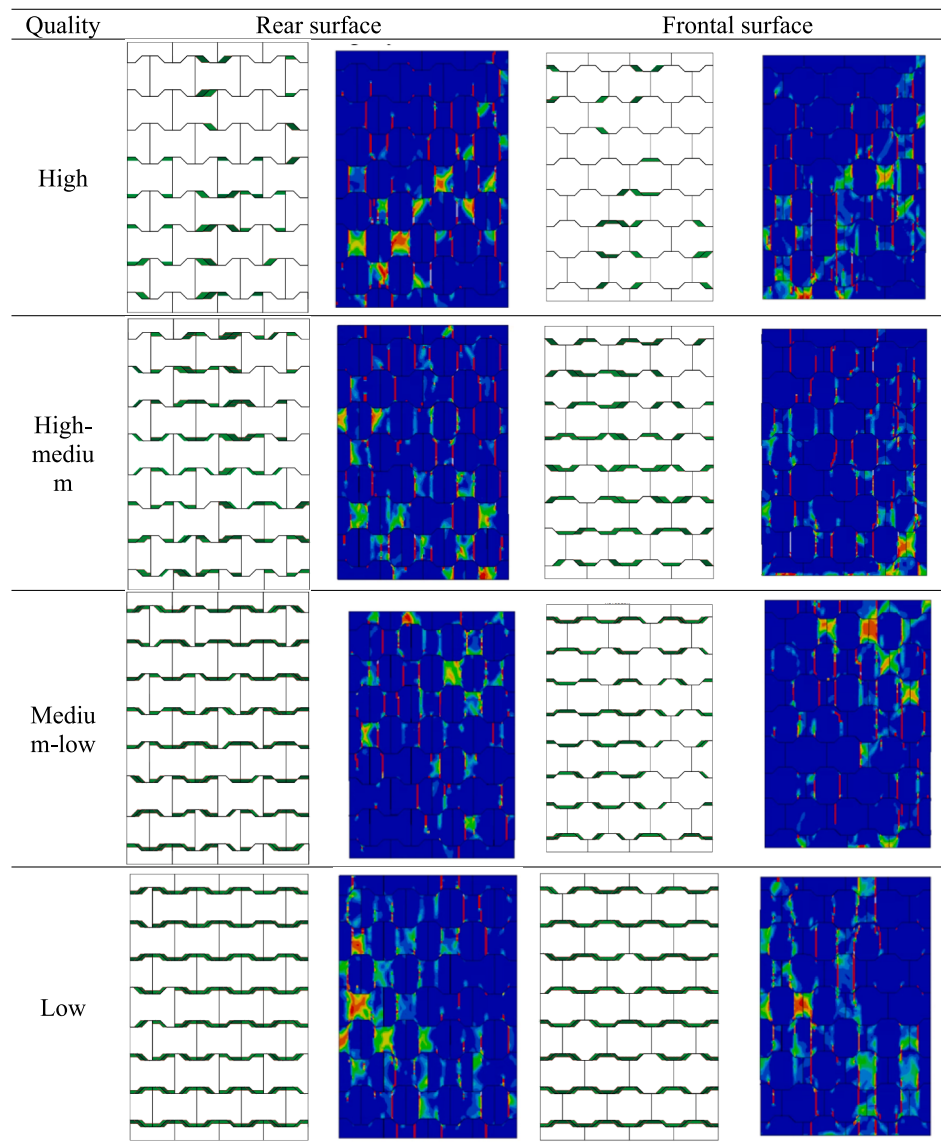 Quality Rear surface Frontal surface
High
High-
mediu
m
Mediu
m-low
Low